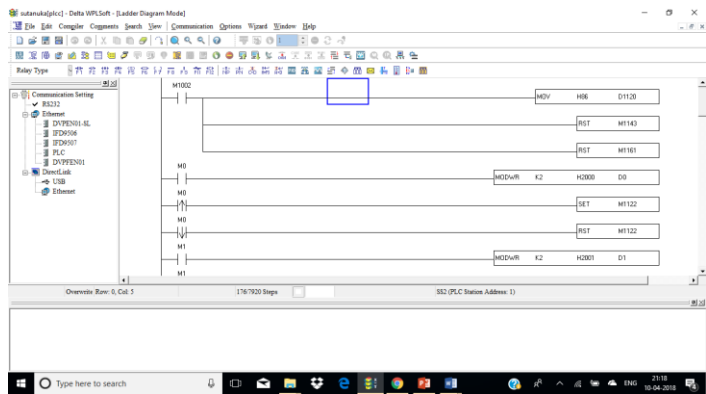 sutanuka[plcc] - Delta WPLSoft - [Ladder Diagram Mode]
File Edit Compiler Comments Search View Communication Options Wizard Window Help
Relay Type
Communication Setting
RS232
Ethernet
DVPEN01-SL
IFD9506
IFD9507
PLC
DVPFEN01
DirectLink
USB
Ethernet
M1002
MOV H86 D1120
RST M1143
RST M1161
M0
MODWR K2 H2000 D0
M0
SET M1122
M0
RST M1122
M1
MODWR K2 H2001 D1
M1
Overwrite Row: 0, Col: 5 176/7920 Steps SS2 (PLC Station Address: 1)
Type here to search
ENG
21:18
10-04-2018